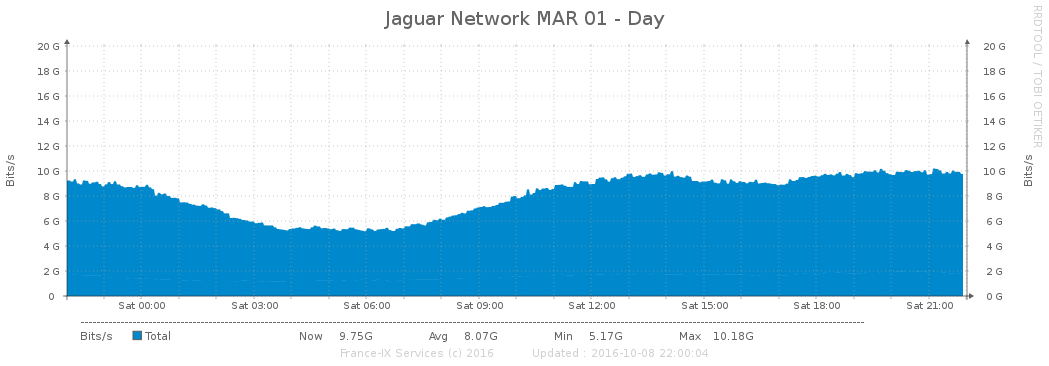 Jaguar Network MAR 01 - Day
RRDTOOL / TOBI OETIKER
Bits/s
Bits/s
20 G 20 G
18 G 18 G
16 G 16 G
14 G 14 G
12 G 12 G
10 G 10 G
8 G 8 G
6 G 6 G
4 G 4 G
2 G 2 G
0 0 G
Sat 00:00 Sat 03:00 Sat 06:00 Sat 09:00 Sat 12:00 Sat 15:00 Sat 18:00 Sat 21:00
Bits/s Total Now 9.75G Avg 8.07G Min 5.17G Max 10.18G
France-IX Services (c) 2016 Updated : 2016-10-08 22:00:04